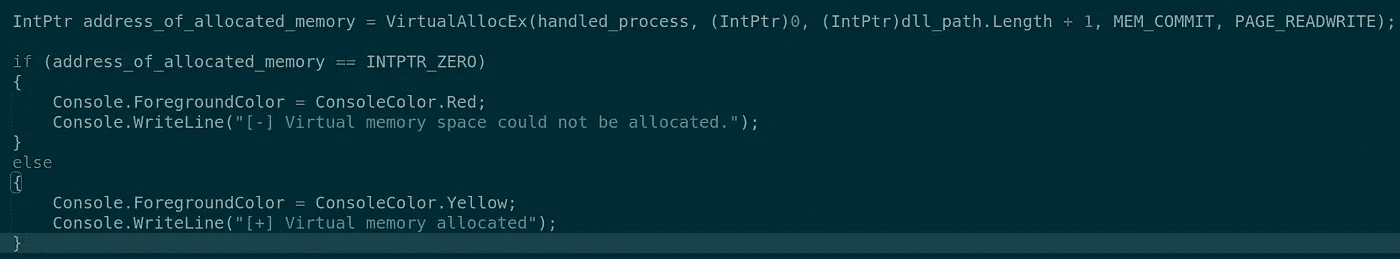 IntPtr address_of_allocated_memory = VirtualAllocEx(handled_process, (IntPtr)0, (IntPtr)dll_path.Length + 1, MEM_COMMIT, PAGE_READWRITE);
if (address_of_allocated_memory == INTPTR_ZERO)
{
    Console.ForegroundColor = ConsoleColor.Red;
    Console.WriteLine("[-] Virtual memory space could not be allocated.");
}
else
{
    Console.ForegroundColor = ConsoleColor.Yellow;
    Console.WriteLine("[+] Virtual memory allocated");
}